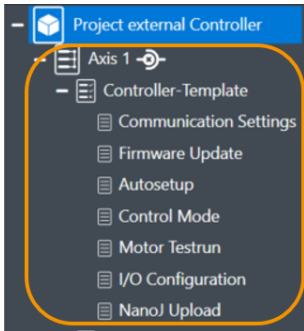 Project external Controller
Axis 1
Controller-Template
Communication Settings
Firmware Update
Autosetup
Control Mode
Motor Testrun
I/O Configuration
NanoJ Upload